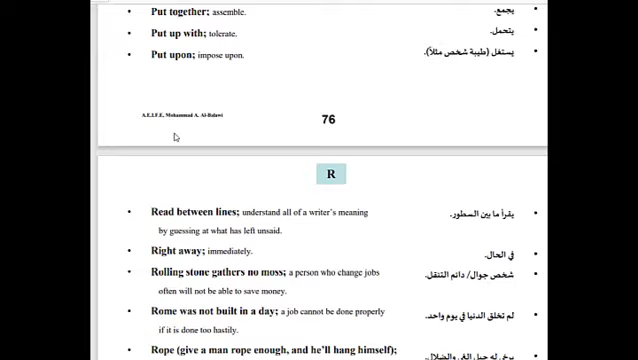 Put together; assemble. يجمع.
Put up with; tolerate. يتحمل.
Put upon; impose upon. يستغل (طيبة شخص مثلاً).
A.E.I.F.E, Mohammad A. Al-Balawi
76
R
Read between lines; understand all of a writer's meaning يقرأ ما بين السطور.
by guessing at what has left unsaid.
Right away; immediately. في الحال.
Rolling stone gathers no moss; a person who change jobs شخص جوال/ دائم التنقل.
often will not be able to save money.
Rome was not built in a day; a job cannot be done properly لم تخلق الدنيا في يوم واحد.
if it is done too hastily.
Rope (give a man rope enough, and he'll hang himself); يرخي له حبل الغي والضلال